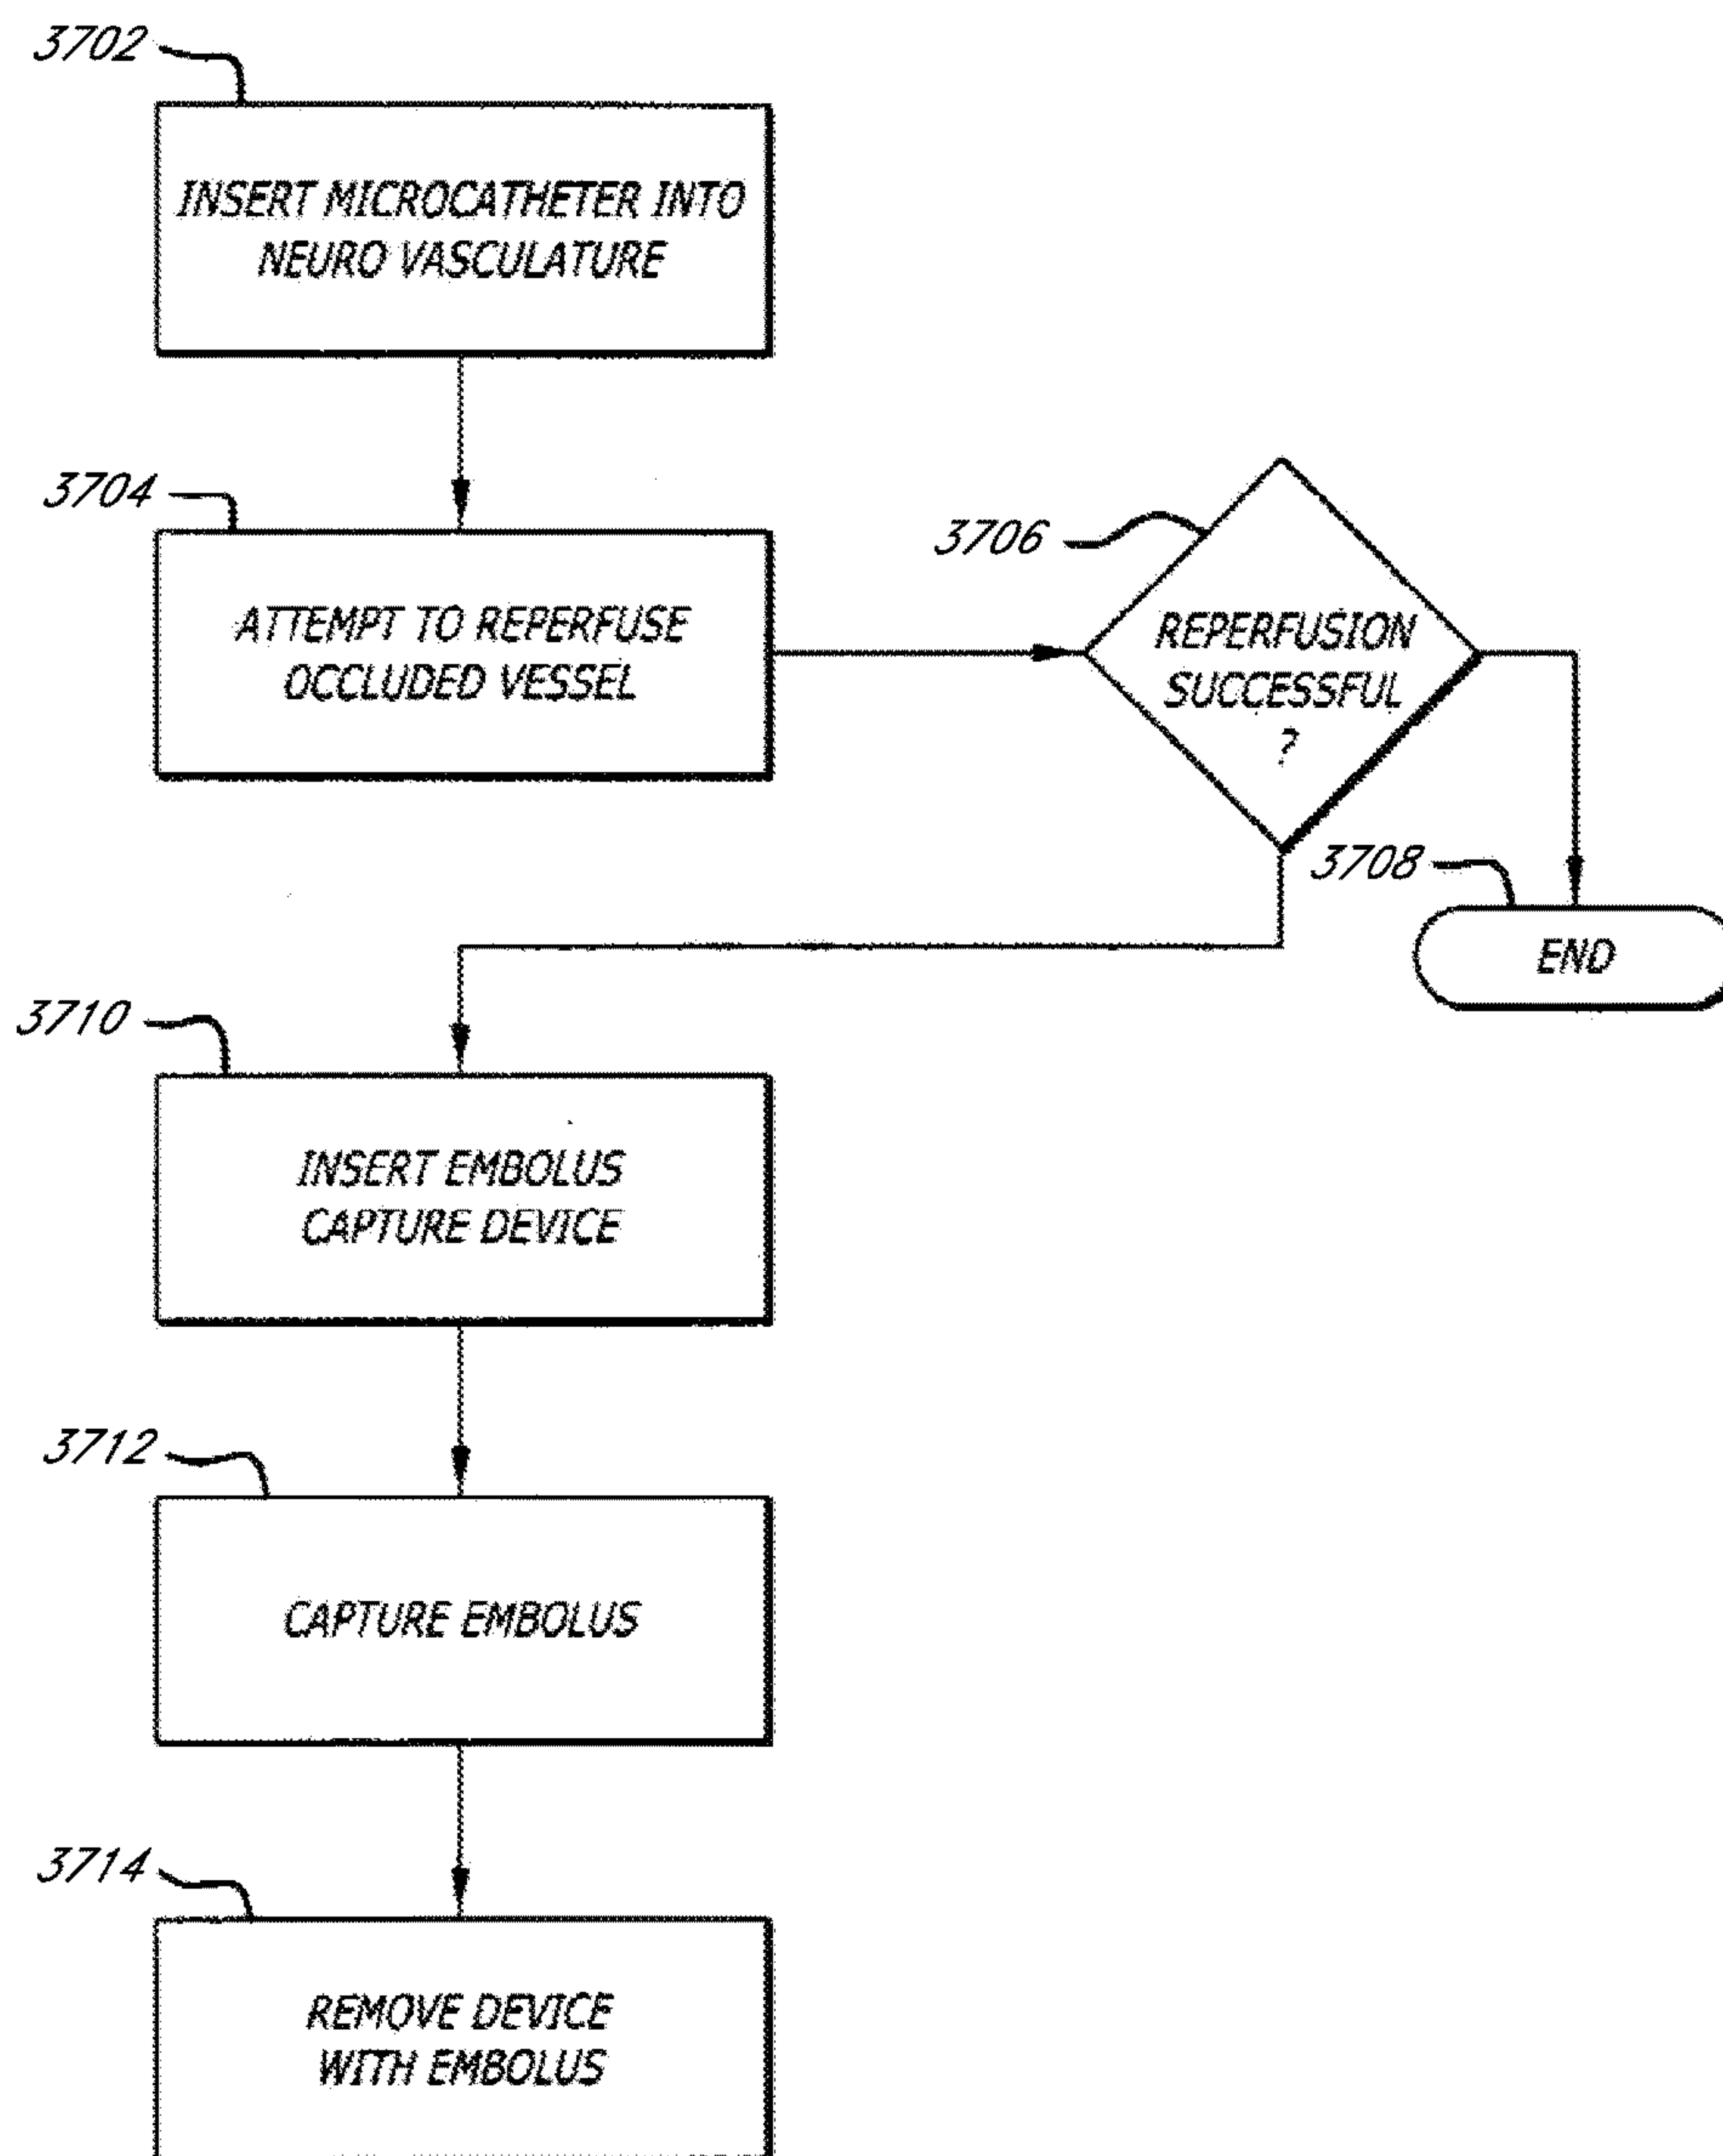 3702
INSERT MICROCATHETER INTO
NEURO VASCULATURE
3704
ATTEMPT TO REPERFUSE
OCCLUDED VESSEL
3706
REPERFUSION
SUCCESSFUL
?
3708
END
3710
INSERT EMBOLUS
CAPTURE DEVICE
3712
CAPTURE EMBOLUS
3714
REMOVE DEVICE
WITH EMBOLUS